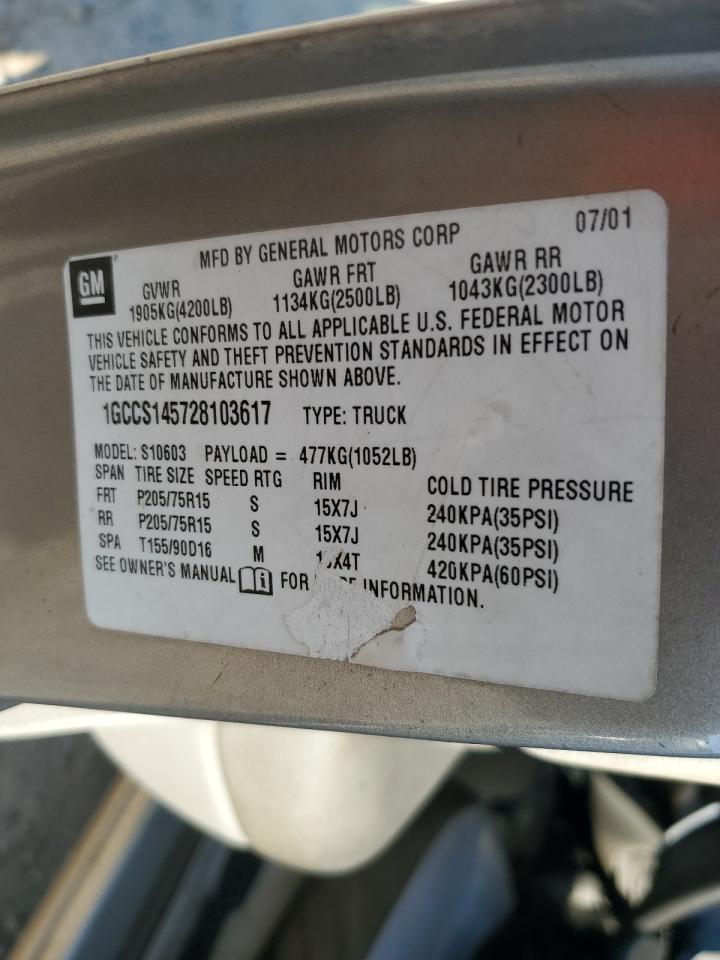 MFD BY GENERAL MOTORS CORP 07/01
GM
GVWR GAWR FRT GAWR RR
1905KG(4200LB) 1134KG(2500LB) 1043KG(2300LB)
THIS VEHICLE CONFORMS TO ALL APPLICABLE U.S. FEDERAL MOTOR
VEHICLE SAFETY AND THEFT PREVENTION STANDARDS IN EFFECT ON
THE DATE OF MANUFACTURE SHOWN ABOVE.
1GCCS145728103617 TYPE: TRUCK
MODEL: S10603 PAYLOAD = 477KG(1052LB)
SPAN TIRE SIZE SPEED RTG RIM COLD TIRE PRESSURE
FRT P205/75R15 S 15X7J 240KPA(35PSI)
RR P205/75R15 S 15X7J 240KPA(35PSI)
SPA T155/90D16 M 420KPA(60PSI)
SEE OWNER'S MANUAL FOR INFORMATION.